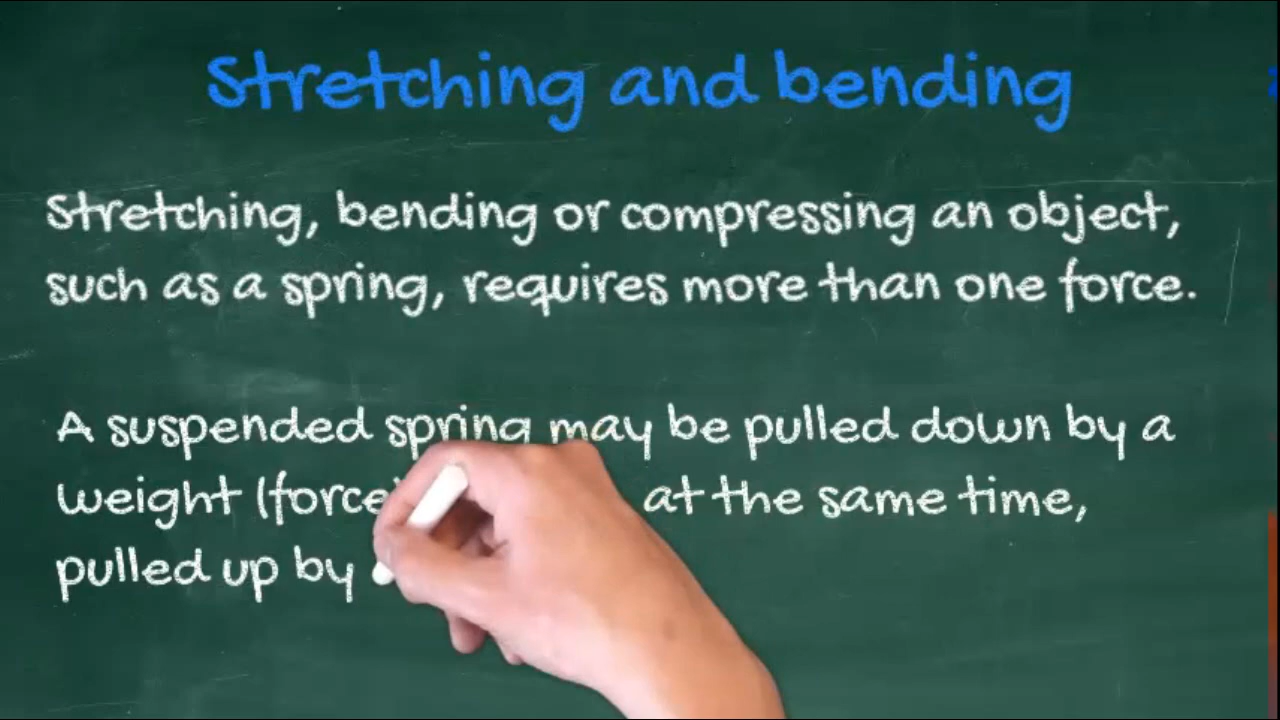 Stretching and bending
Stretching, bending or compressing an object,
such as a spring, requires more than one force.
A suspended spring may be pulled down by a
weight (force) at the same time,
pulled up by